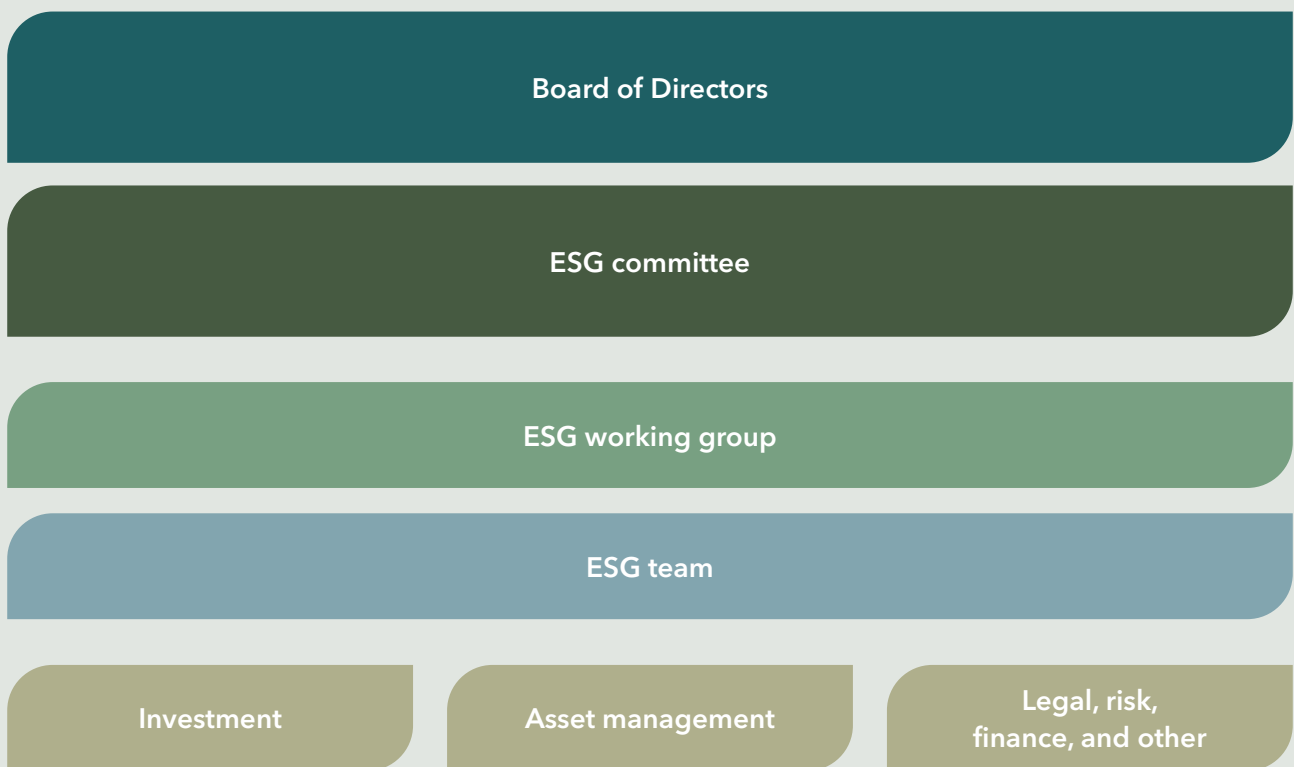 Board of Directors
ESG committee
ESG working group
ESG team
Investment
Asset management
Legal, risk,
finance, and other